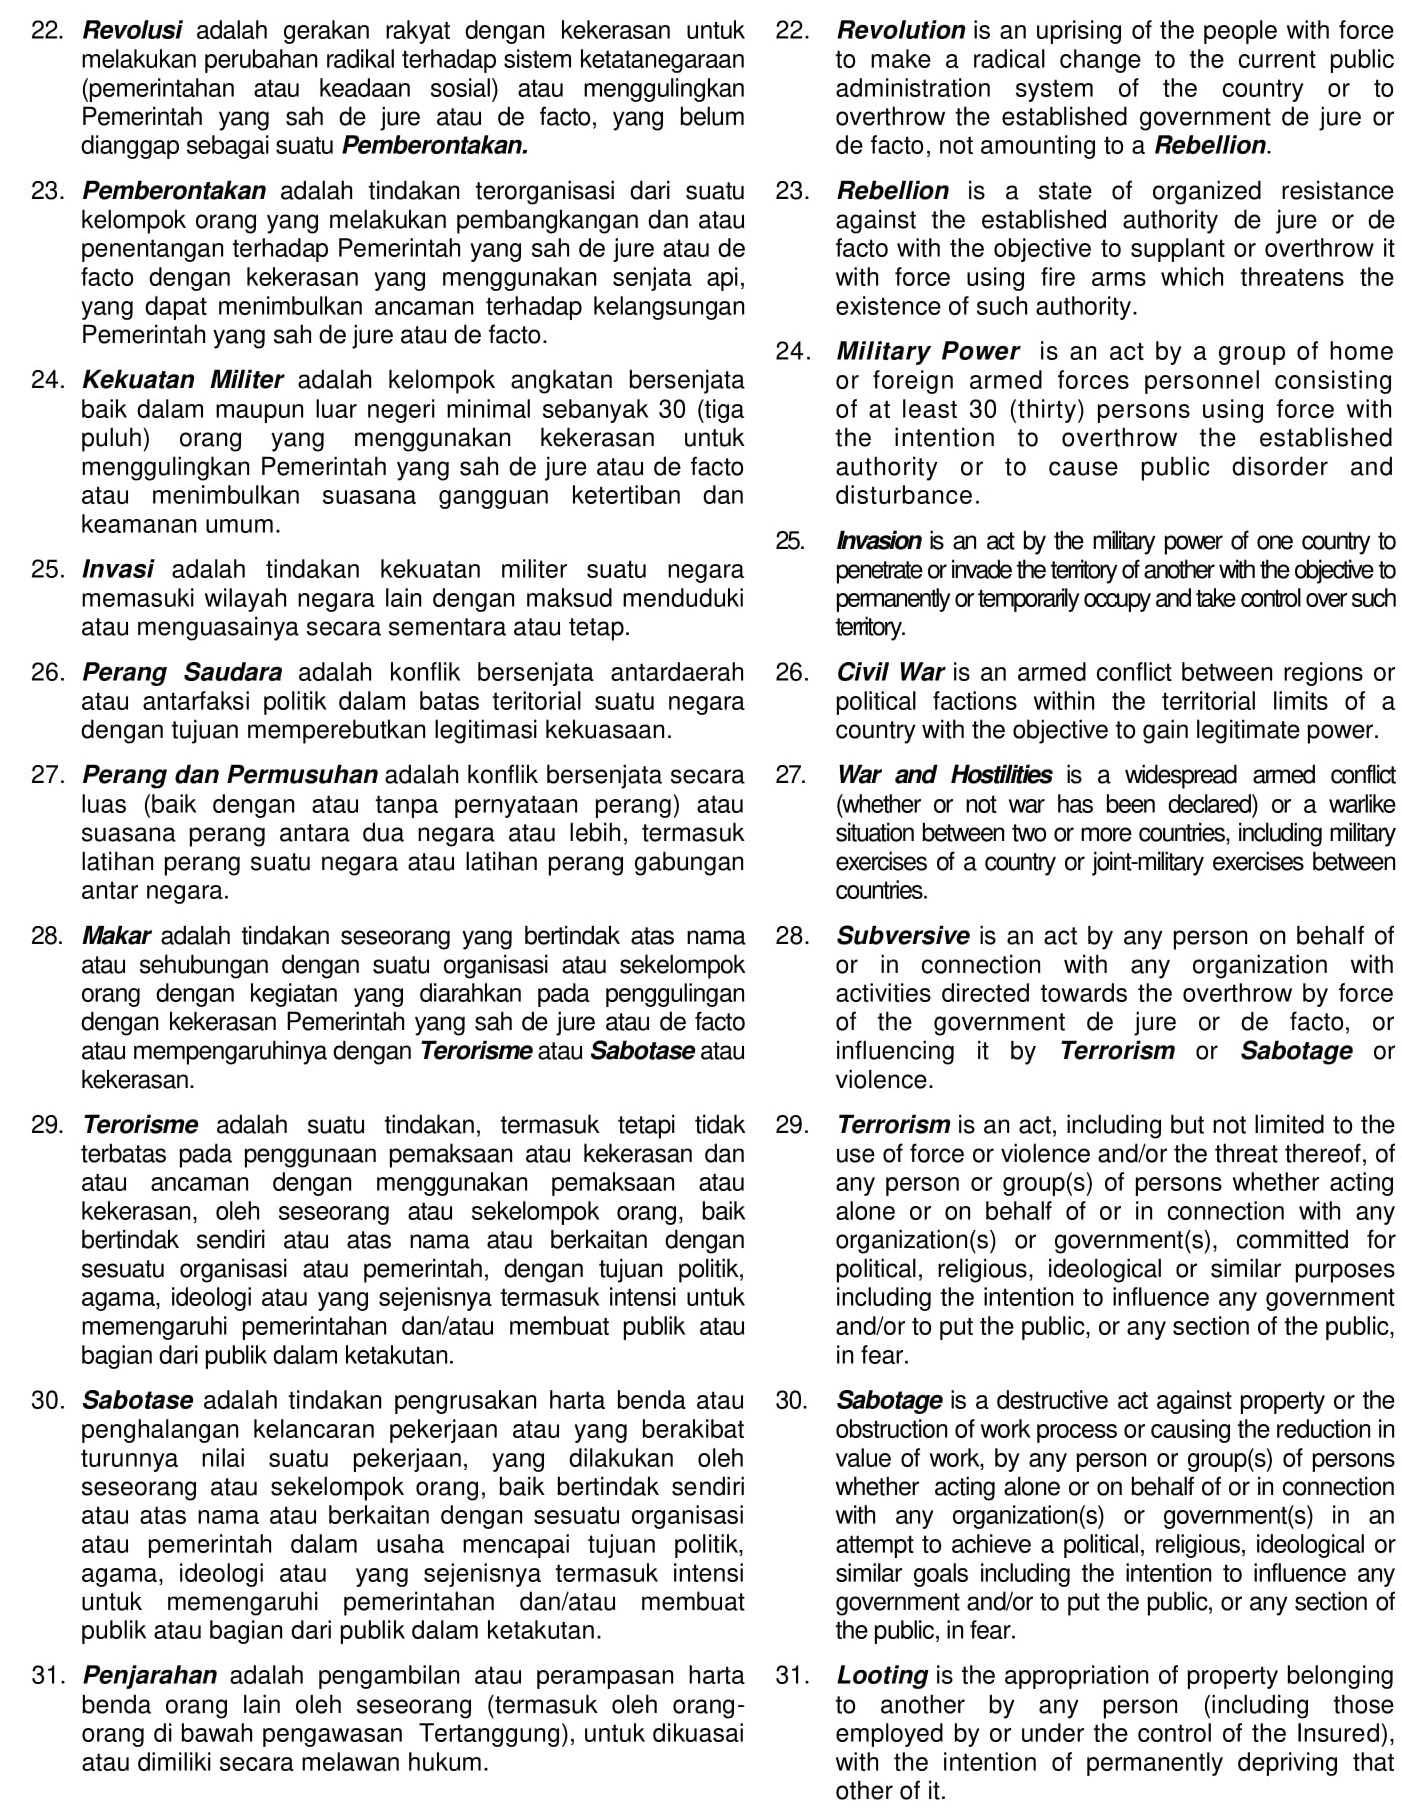 22. Revolusi adalah gerakan rakyat dengan kekerasan untuk
melakukan perubahan radikal terhadap sistem ketatanegaraan
(pemerintahan atau keadaan sosial) atau menggulingkan
Pemerintah yang sah de jure atau de facto, yang belum
dianggap sebagai suatu Pemberontakan.
23. Pemberontakan adalah tindakan terorganisasi dari suatu
kelompok orang yang melakukan pembangkangan dan atau
penentangan terhadap Pemerintah yang sah de jure atau de
facto dengan kekerasan yang menggunakan senjata api,
yang dapat menimbulkan ancaman terhadap kelangsungan
Pemerintah yang sah de jure atau de facto.
24. Kekuatan Militer adalah kelompok angkatan bersenjata
baik dalam maupun luar negeri minimal sebanyak 30 (tiga
puluh) orang yang menggunakan kekerasan untuk
menggulingkan Pemerintah yang sah de jure atau de facto
atau menimbulkan suasana gangguan ketertiban dan
keamanan umum.
25. Invasi adalah tindakan kekuatan militer suatu negara
memasuki wilayah negara lain dengan maksud menduduki
atau menguasainya secara sementara atau tetap.
26. Perang Saudara adalah konflik bersenjata antardaerah
atau antarfaksi politik dalam batas teritorial suatu negara
dengan tujuan memperebutkan legitimasi kekuasaan.
27. Perang dan Permusuhan adalah konflik bersenjata secara
luas (baik dengan atau tanpa pernyataan perang) atau
suasana perang antara dua negara atau lebih, termasuk
latihan perang suatu negara atau latihan perang gabungan
antar negara.
28. Makar adalah tindakan seseorang yang bertindak atas nama
atau sehubungan dengan suatu organisasi atau sekelompok
orang dengan kegiatan yang diarahkan pada penggulingan
dengan kekerasan Pemerintah yang sah de jure atau de facto
atau mempengaruhinya dengan Terorisme atau Sabotase atau
kekerasan.
29. Terorisme adalah suatu tindakan, termasuk tetapi tidak
terbatas pada penggunaan pemaksaan atau kekerasan dan
atau ancaman dengan menggunakan pemaksaan atau
kekerasan, oleh seseorang atau sekelompok orang, baik
bertindak sendiri atau atas nama atau berkaitan dengan
sesuatu organisasi atau pemerintah, dengan tujuan politik,
agama, ideologi atau yang sejenisnya termasuk intensi untuk
memengaruhi pemerintahan dan/atau membuat publik atau
bagian dari publik dalam ketakutan.
30. Sabotase adalah tindakan pengrusakan harta benda atau
penghalangan kelancaran pekerjaan atau yang berakibat
turunnya nilai suatu pekerjaan, yang dilakukan oleh
seseorang atau sekelompok orang, baik bertindak sendiri
atau atas nama atau berkaitan dengan sesuatu organisasi
atau pemerintah dalam usaha mencapai tujuan politik,
agama, ideologi atau yang sejenisnya termasuk intensi
untuk memengaruhi pemerintahan dan/atau membuat
publik atau bagian dari publik dalam ketakutan.
31. Penjarahan adalah pengambilan atau perampasan harta
benda orang lain oleh seseorang (termasuk oleh orang-
orang di bawah pengawasan Tertanggung), untuk dikuasai
atau dimiliki secara melawan hukum.
22. Revolution is an uprising of the people with force
to make a radical change to the current public
administration system of the country or to
overthrow the established government de jure or
de facto, not amounting to a Rebellion.
23. Rebellion is a state of organized resistance
against the established authority de jure or de
facto with the objective to supplant or overthrow it
with force using fire arms which threatens the
existence of such authority.
24. Military Power is an act by a group of home
or foreign armed forces personnel consisting
of at least 30 (thirty) persons using force with
the intention to overthrow the established
authority or to cause public disorder and
disturbance.
25. Invasion is an act by the military power of one country to
penetrate or invade the territory of another with the objective to
permanently or temporarily occupy and take control over such
territory.
26. Civil War is an armed conflict between regions or
political factions within the territorial limits of a
country with the objective to gain legitimate power.
27. War and Hostilities is a widespread armed conflict
(whether or not war has been declared) or a warlike
situation between two or more countries, including military
exercises of a country or joint-military exercises between
countries.
28. Subversive is an act by any person on behalf of
or in connection with any organization with
activities directed towards the overthrow by force
of the government de jure or de facto, or
influencing it by Terrorism or Sabotage or
violence.
29. Terrorism is an act, including but not limited to the
use of force or violence and/or the threat thereof, of
any person or group(s) of persons whether acting
alone or on behalf of or in connection with any
organization(s) or government(s), committed for
political, religious, ideological or similar purposes
including the intention to influence any government
and/or to put the public, or any section of the public,
in fear.
30. Sabotage is a destructive act against property or the
obstruction of work process or causing the reduction in
value of work, by any person or group(s) of persons
whether acting alone or on behalf of or in connection
with any organization(s) or government(s) in an
attempt to achieve a political, religious, ideological or
similar goals including the intention to influence any
government and/or to put the public, or any section of
the public, in fear.
31. Looting is the appropriation of property belonging
to another by any person (including those
employed by or under the control of the Insured),
with the intention of permanently depriving that
other of it.